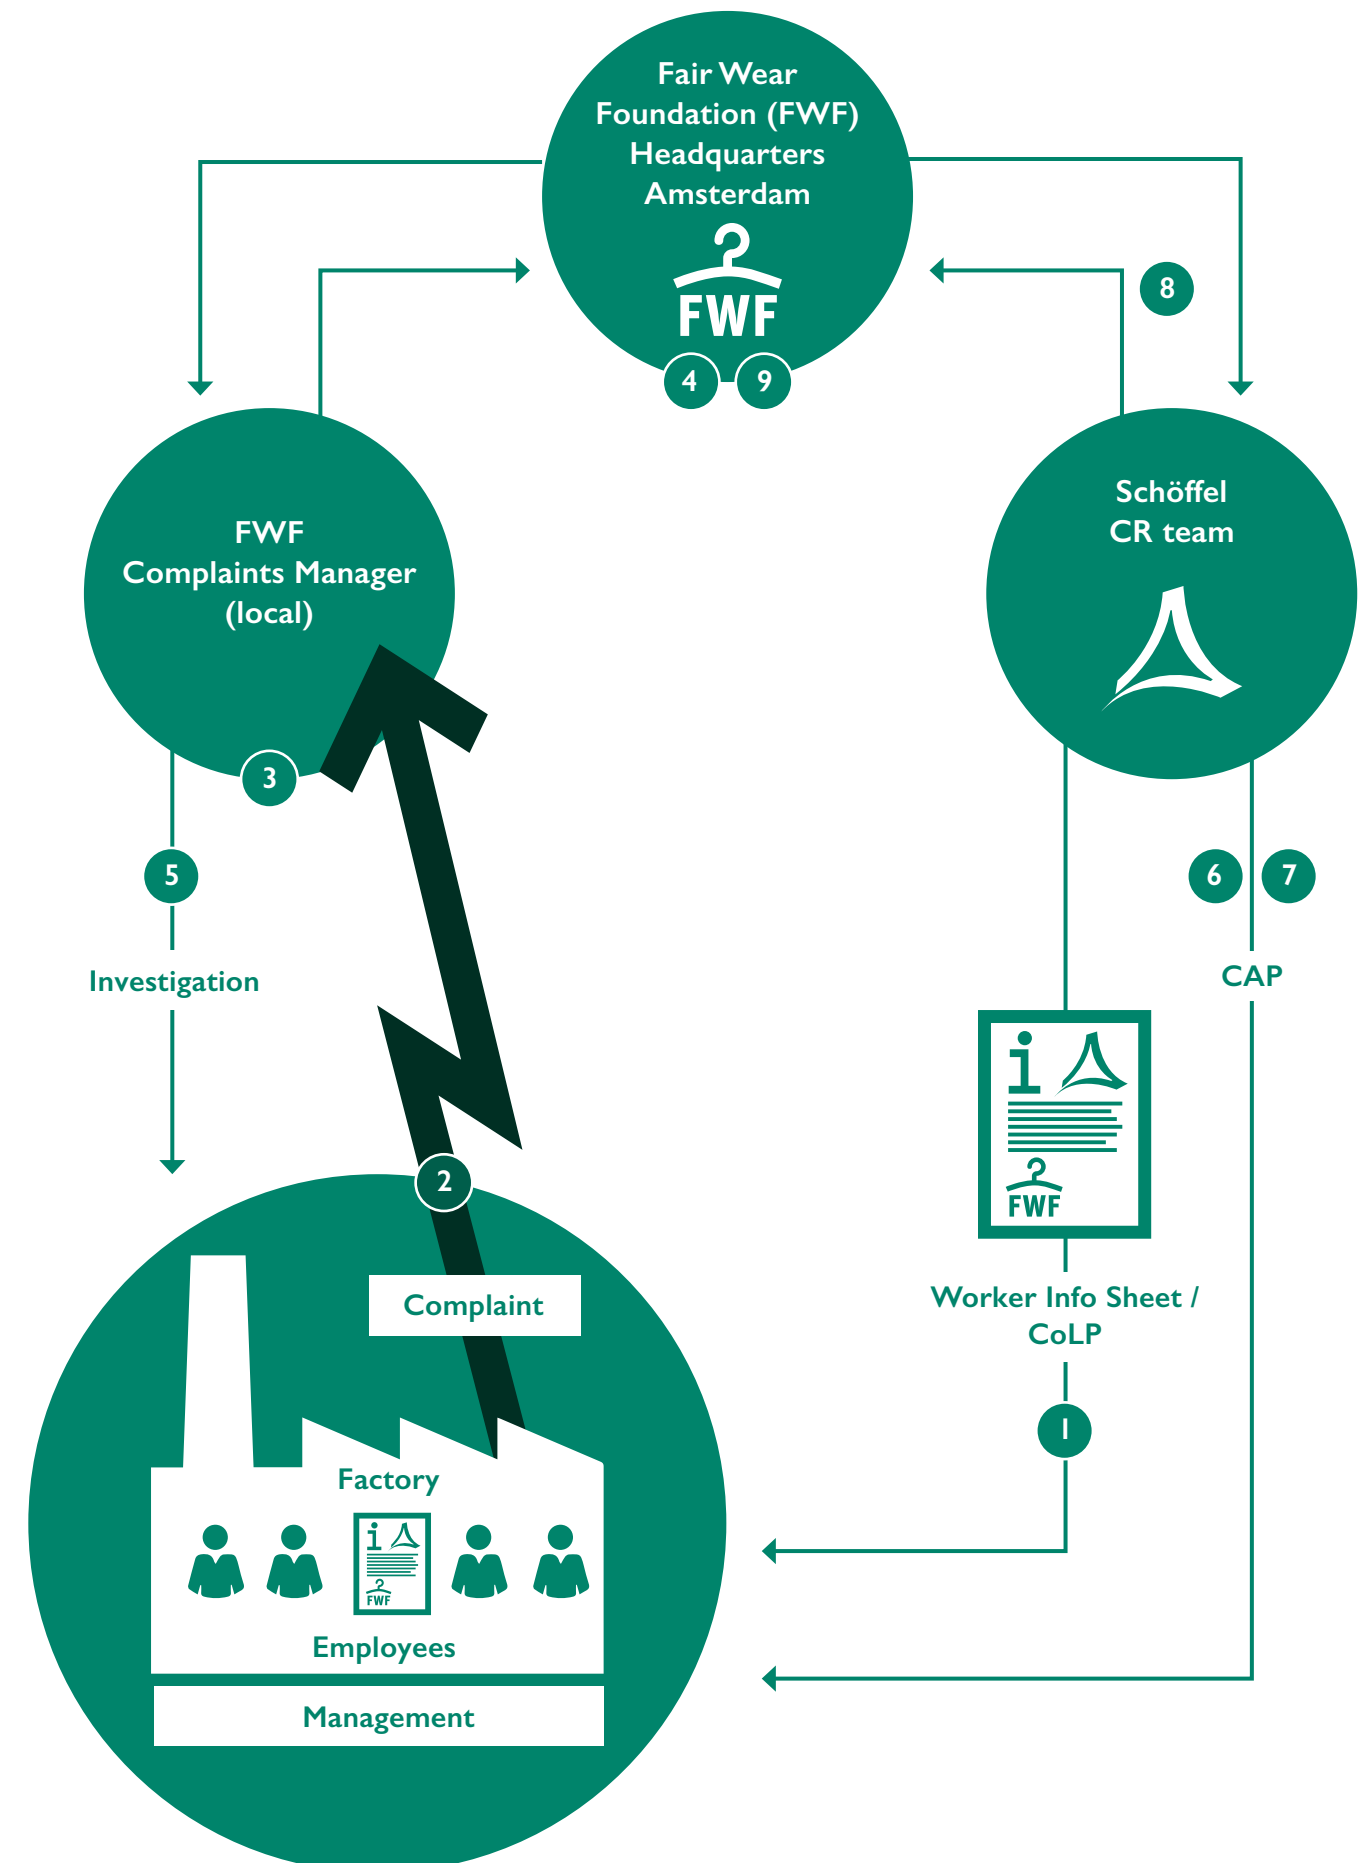 Fair Wear
Foundation (FWF)
Headquarters
Amsterdam
FWF
4
9
8
FWF
Complaints Manager
(local)
3
Schöffel
CR team
5
Investigation
6
7
CAP
i
FWF
Worker Info Sheet /
CoLP
1
2
Complaint
Factory
i
FWF
Employees
Management